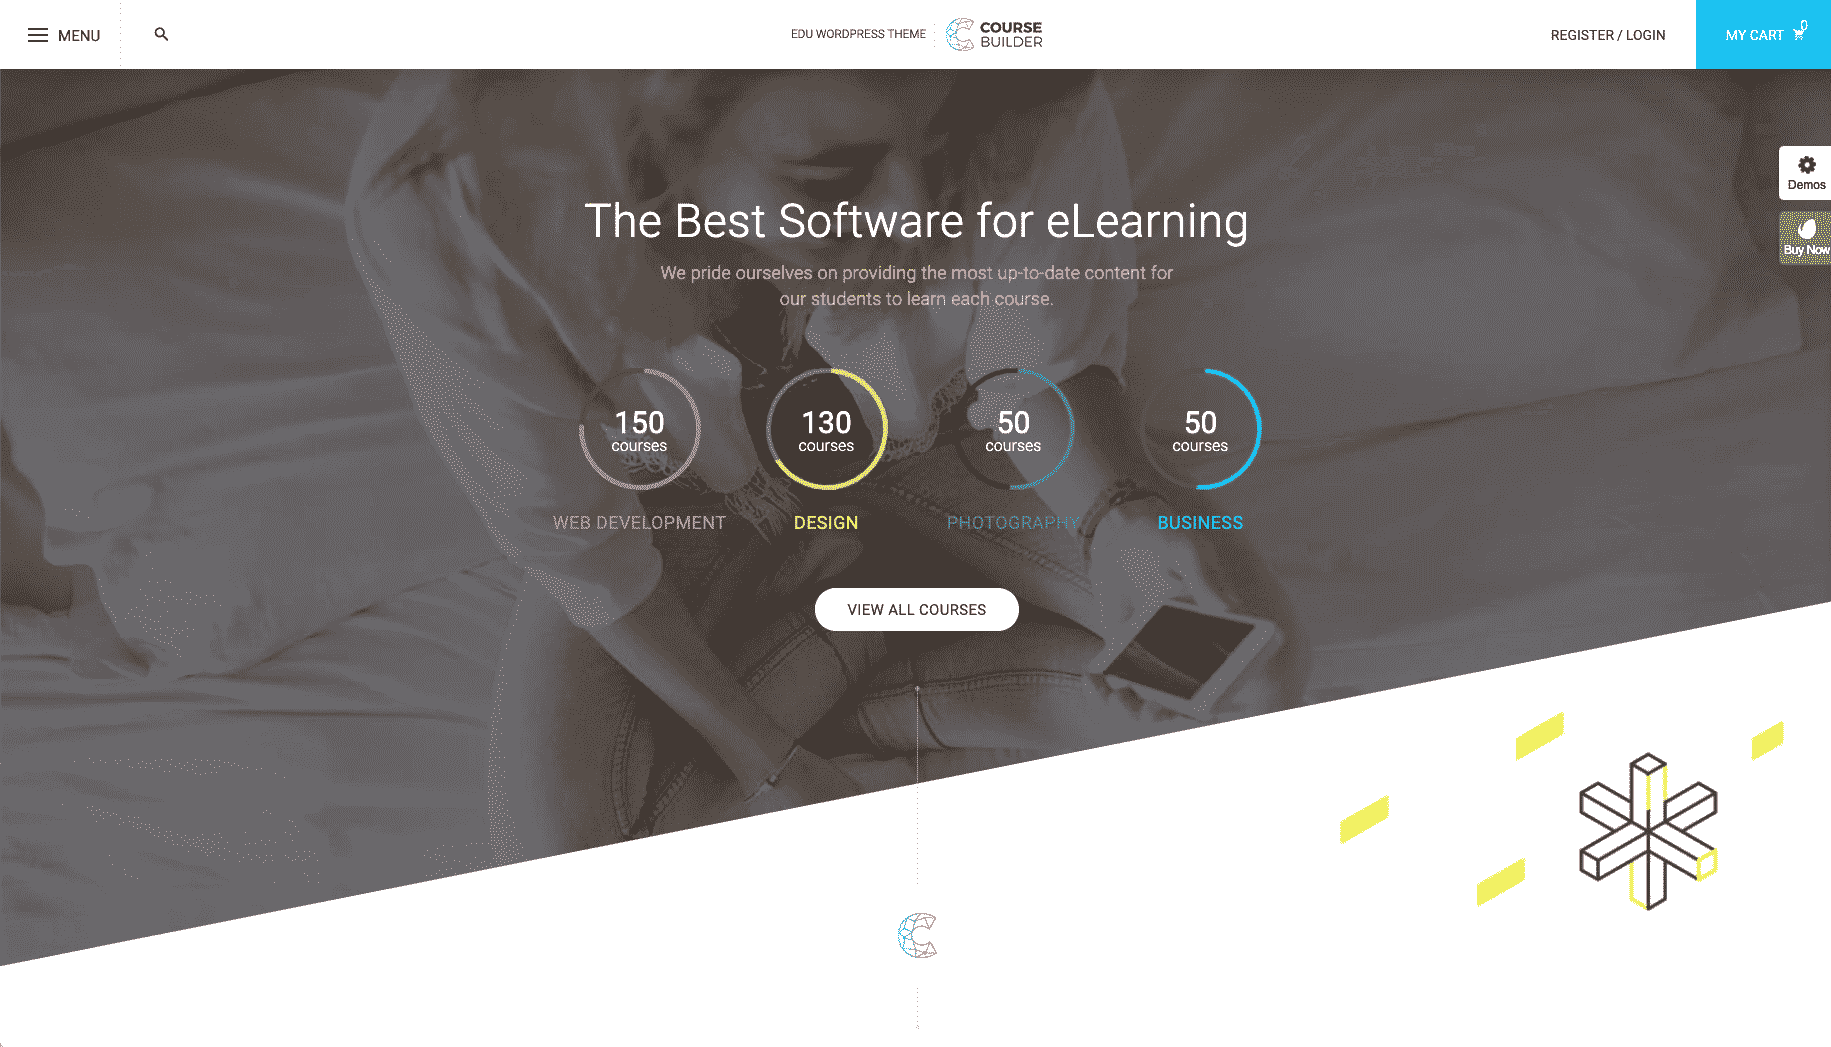 MENU
EDU WORDPRESS THEME
COURSE
BUILDER
REGISTER / LOGIN
MY CART
0
Demos
Buy Now
The Best Software for eLearning
We pride ourselves on providing the most up-to-date content for
our students to learn each course.
150
courses
WEB DEVELOPMENT
130
courses
DESIGN
50
courses
PHOTOGRAPHY
50
courses
BUSINESS
VIEW ALL COURSES